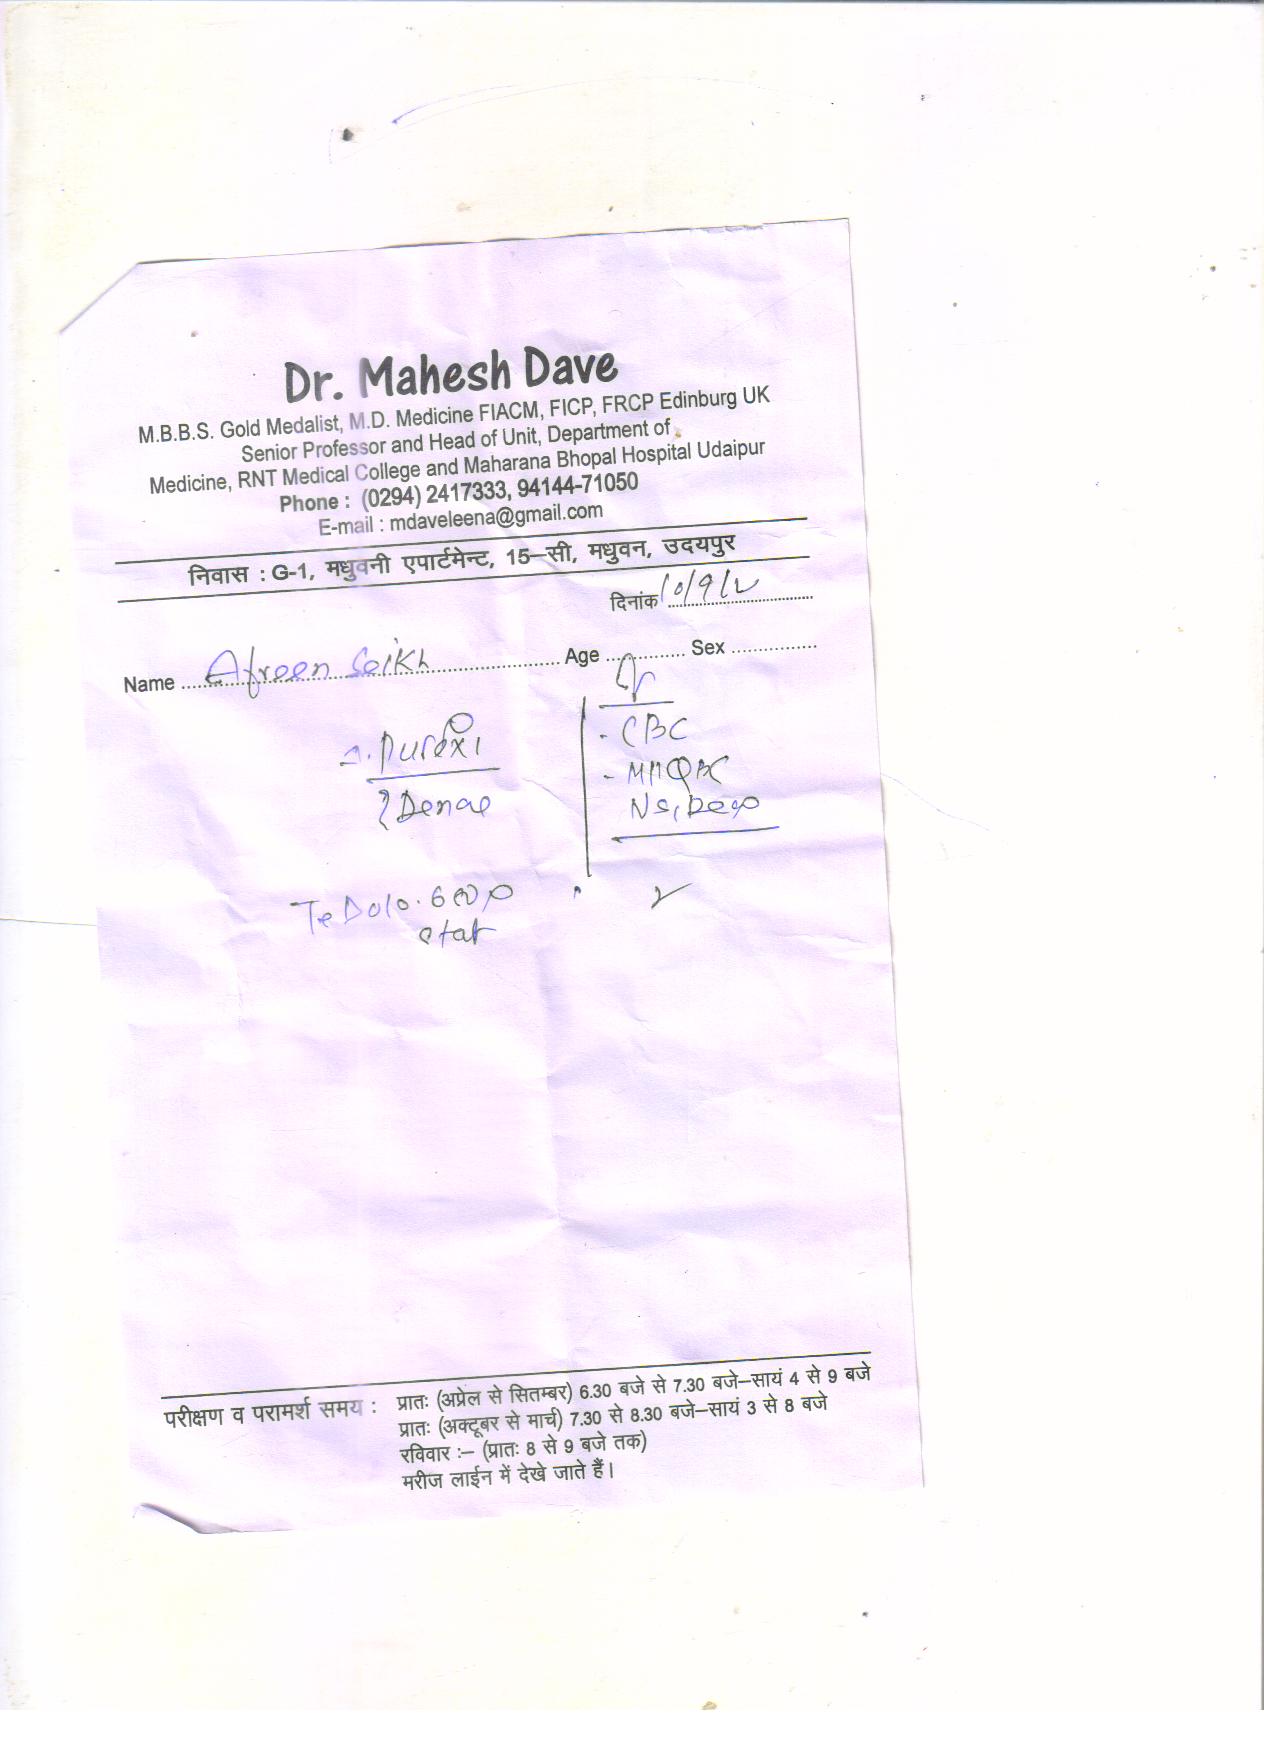 Dr. Mahesh Dave
M.B.B.S. Gold Medalist, M.D. Medicine FIACM, FICP, FRCP Edinburg UK
Senior Professor and Head of Unit, Department of
Medicine, RNT Medical College and Maharana Bhopal Hospital Udaipur
Phone : (0294) 2417333, 94144-71050
E-mail : mdaveleena@gmail.com
निवास : G-1, मधुवनी एपार्टमेन्ट, 15–सी, मधुवन, उदयपुर
दिनांक 10/9/12
Name Afreen Seikh Age Sex
CBC
Dolo. 650
stat
परीक्षण व परामर्श समय : प्रातः (अप्रेल से सितम्बर) 6.30 बजे से 7.30 बजे–सायं 4 से 9 बजे
प्रातः (अक्टूबर से मार्च) 7.30 से 8.30 बजे–सायं 3 से 8 बजे
रविवार :– (प्रातः 8 से 9 बजे तक)
मरीज लाईन में देखे जाते हैं।